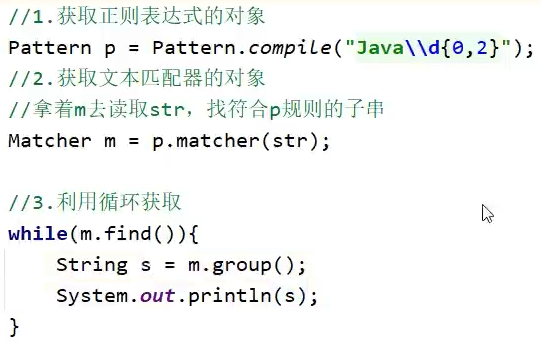 //1.获取正则表达式的对象
Pattern p = Pattern.compile("Java\\d{0,2}");
//2.获取文本匹配器的对象
//拿着m去读取str，找符合p规则的子串
Matcher m = p.matcher(str);
//3.利用循环获取
while(m.find()){
    String s = m.group();
    System.out.println(s);
}